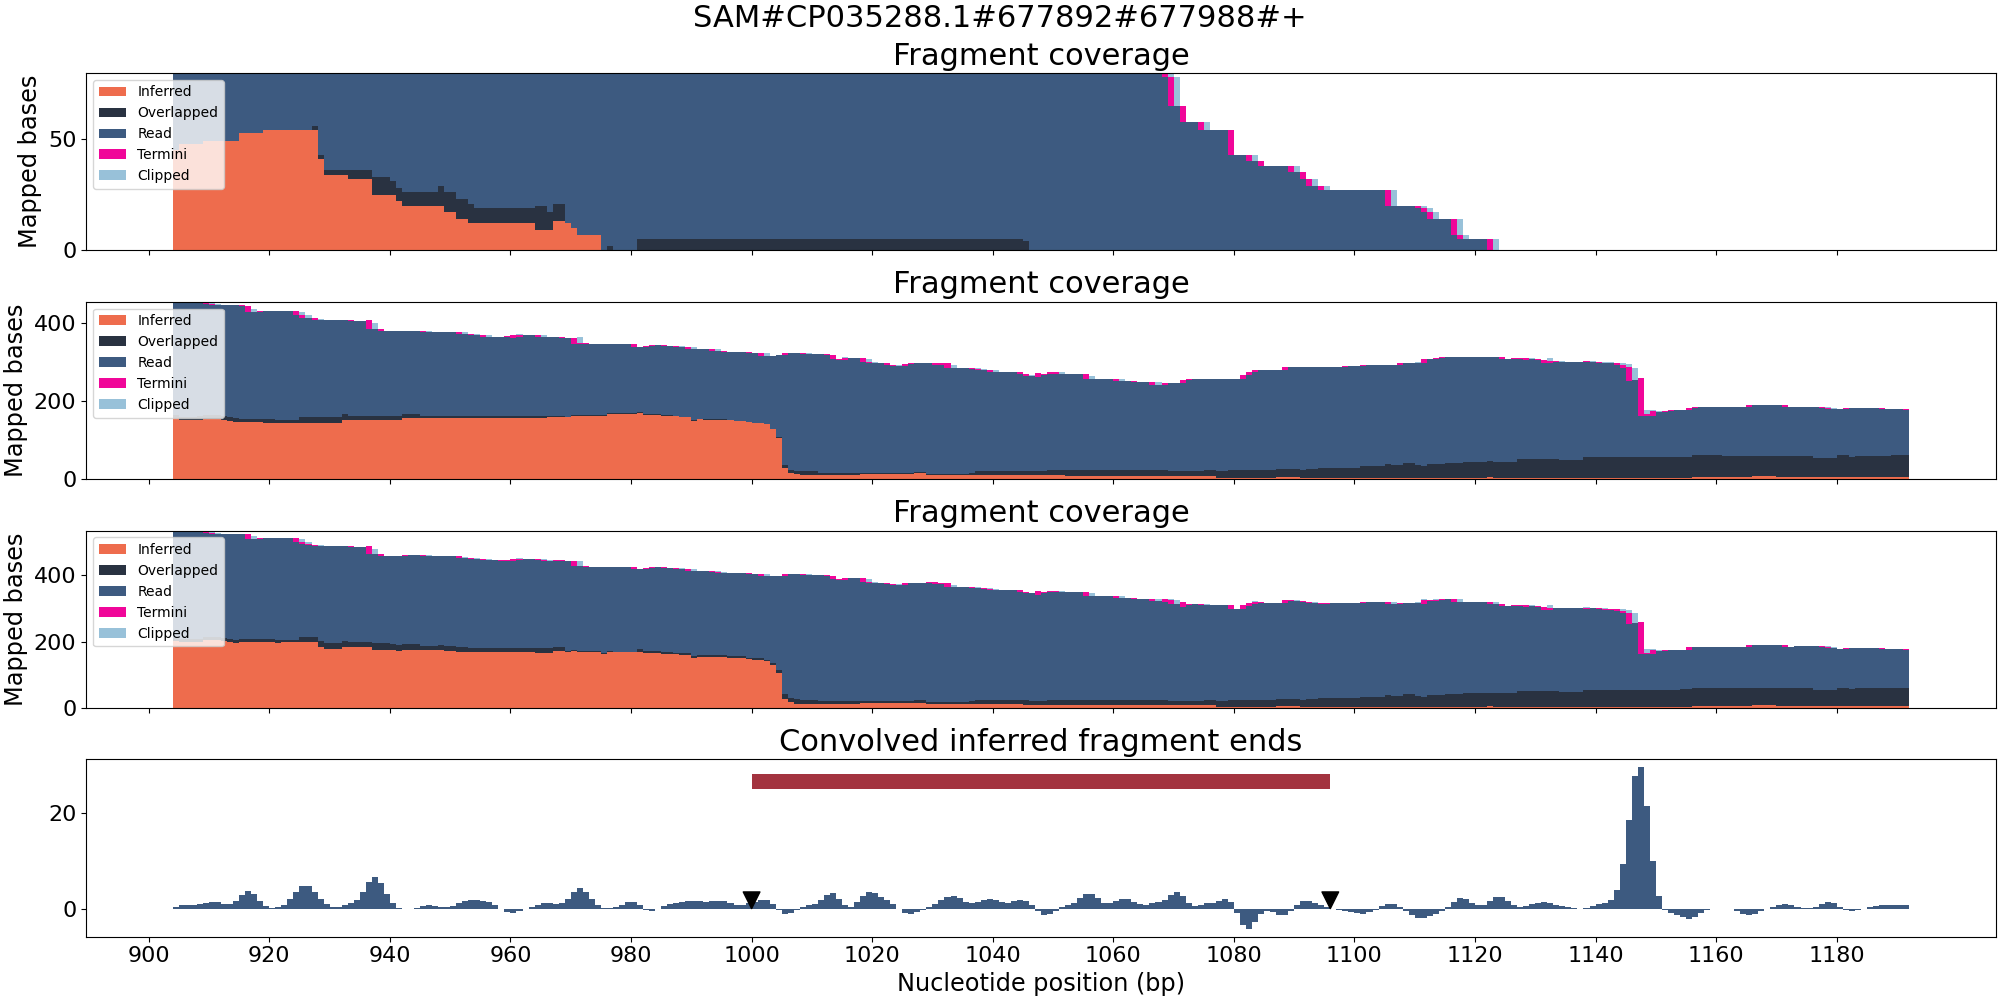 SAM#CP035288.1#677892#677988#+
Fragment coverage
Mapped bases
50
0
Inferred
Overlapped
Read
Termini
Clipped
Fragment coverage
Mapped bases
400
200
0
Inferred
Overlapped
Read
Termini
Clipped
Fragment coverage
Mapped bases
400
200
0
Inferred
Overlapped
Read
Termini
Clipped
Convolved inferred fragment ends
20
0
900 920 940 960 980 1000 1020 1040 1060 1080 1100 1120 1140 1160 1180
Nucleotide position (bp)